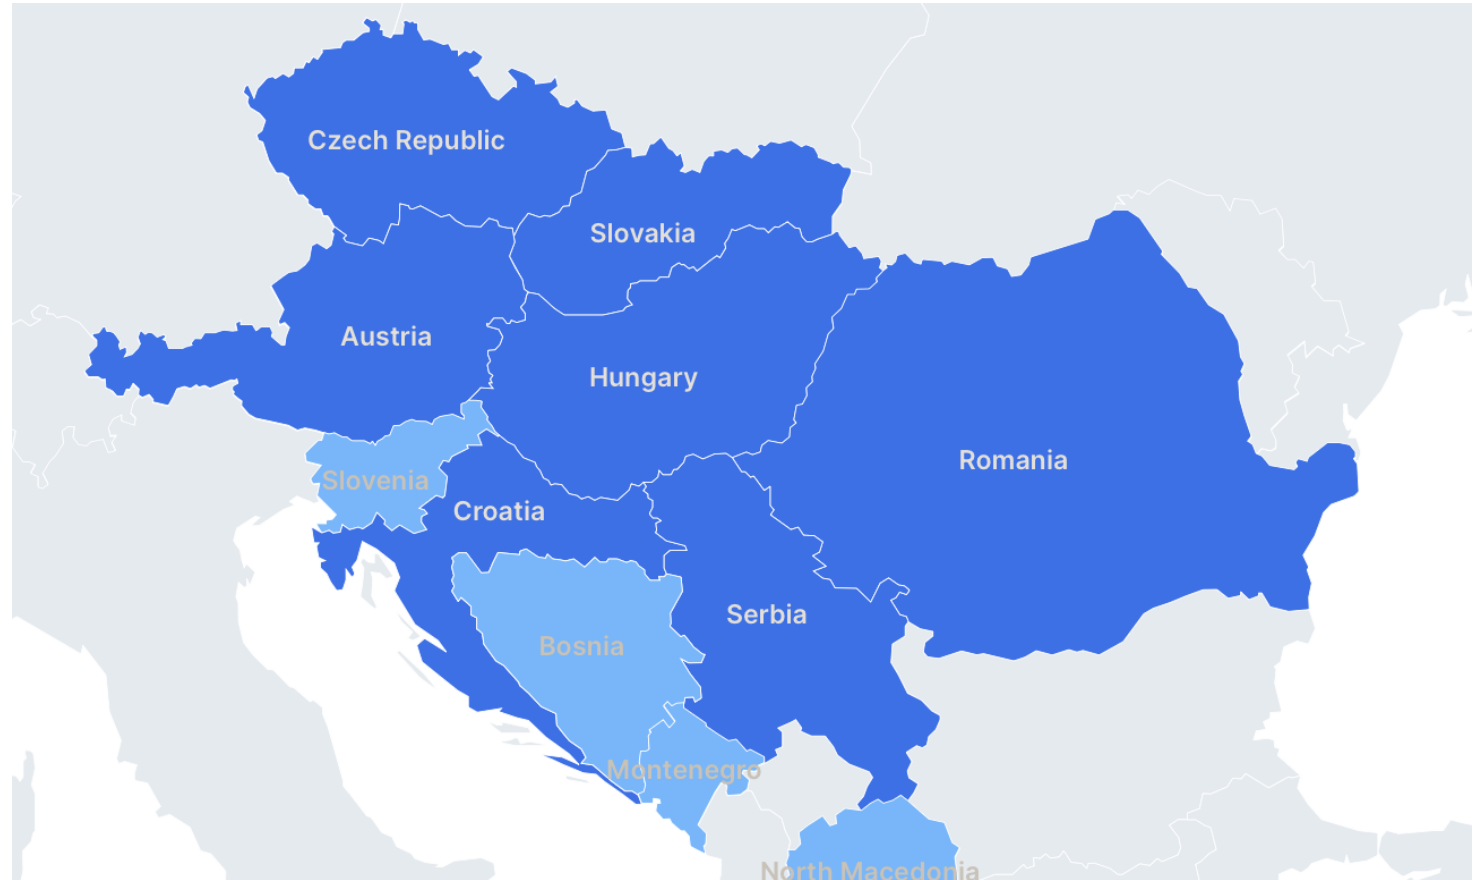 Czech Republic
Slovakia
Austria
Hungary
Romania
Slovenia
Croatia
Serbia
Bosnia
Montenegro
North Macedonia